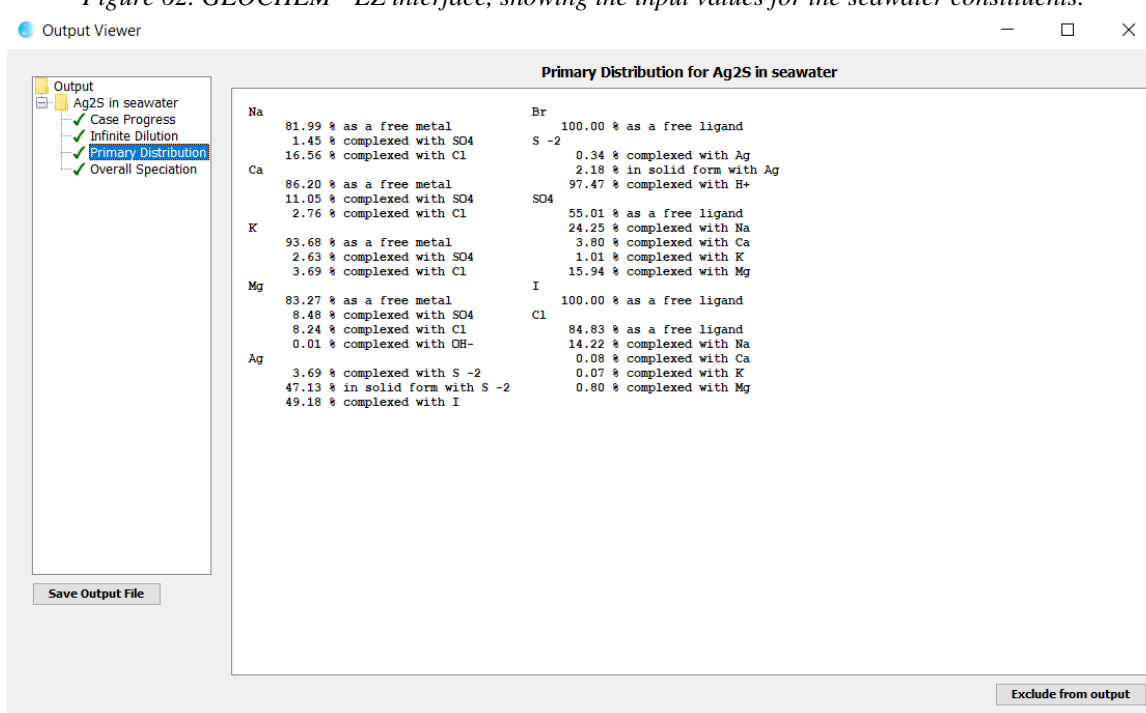 Figure 62. GEOCHEM - EZ interface, showing the input values for the seawater constituents.
Output Viewer
Primary Distribution for Ag2S in seawater
Output
Ag2S in seawater
Case Progress
Infinite Dilution
Primary Distribution
Overall Speciation
Save Output File
Na
81.99 % as a free metal
1.45 % complexed with SO4
16.56 % complexed with Cl
Ca
86.20 % as a free metal
11.05 % complexed with SO4
2.76 % complexed with Cl
K
93.68 % as a free metal
2.63 % complexed with SO4
3.69 % complexed with Cl
Mg
83.27 % as a free metal
8.48 % complexed with SO4
8.24 % complexed with Cl
0.01 % complexed with OH-
Ag
3.69 % complexed with S -2
47.13 % in solid form with S -2
49.18 % complexed with I
Br
100.00 % as a free ligand
S -2
0.34 % complexed with Ag
2.18 % in solid form with Ag
97.47 % complexed with H+
SO4
55.01 % as a free ligand
24.25 % complexed with Na
3.80 % complexed with Ca
1.01 % complexed with K
15.94 % complexed with Mg
I
100.00 % as a free ligand
Cl
84.83 % as a free ligand
14.22 % complexed with Na
0.08 % complexed with Ca
0.07 % complexed with K
0.80 % complexed with Mg
Exclude from output